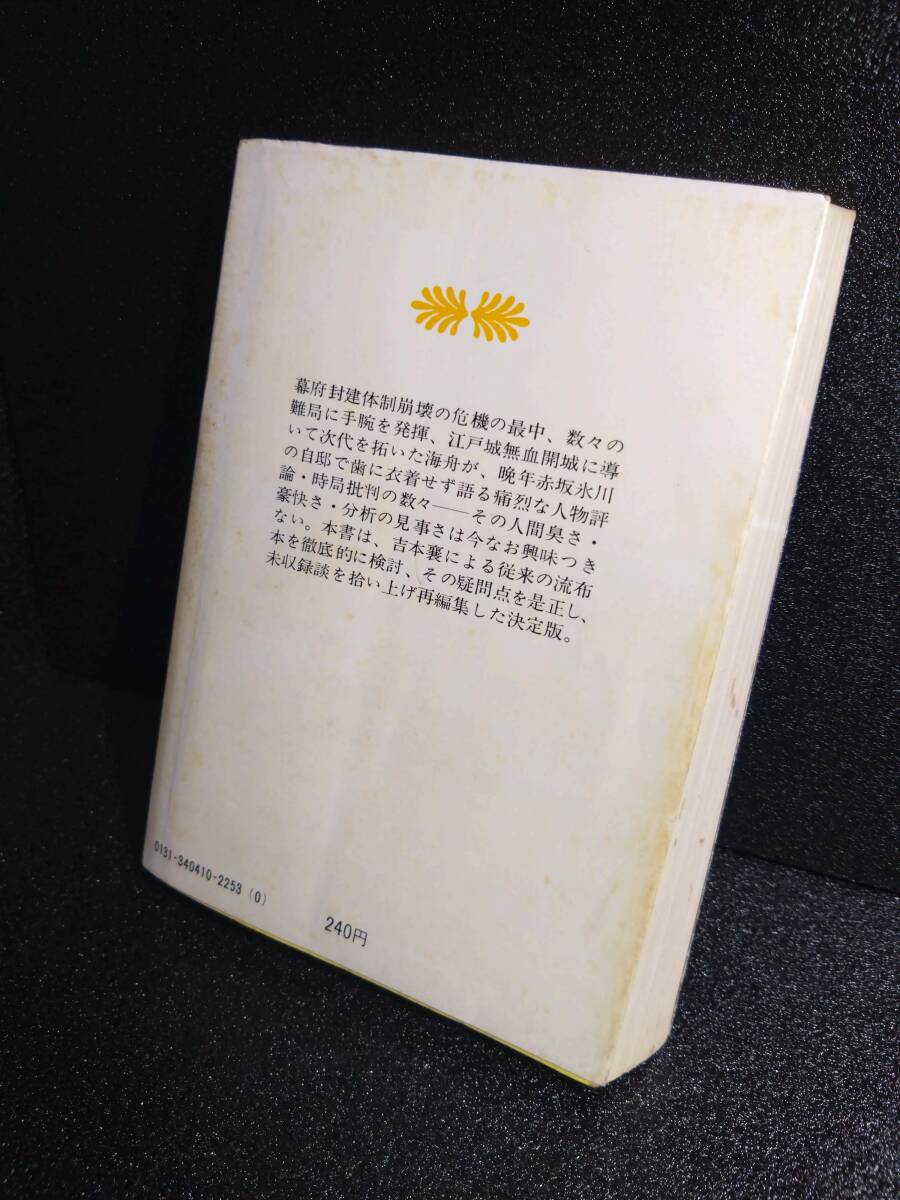 幕府封建体制崩壊の危機の最中、数々の
難局に手腕を発揮、江戸城無血開城に導
いて次代を拓いた海舟が、晩年赤坂氷川
の自邸で歯に衣着せず語る痛烈な人物評
論・時局批判の数々――その人間臭さ・
豪快さ・分析の見事さは今なお興味つき
ない。本書は、吉本襄による従来の流布
本を徹底的に検討、その疑問点を是正し、
未収録談を拾い上げ再編集した決定版。
0131-340410-2253(0)
240円